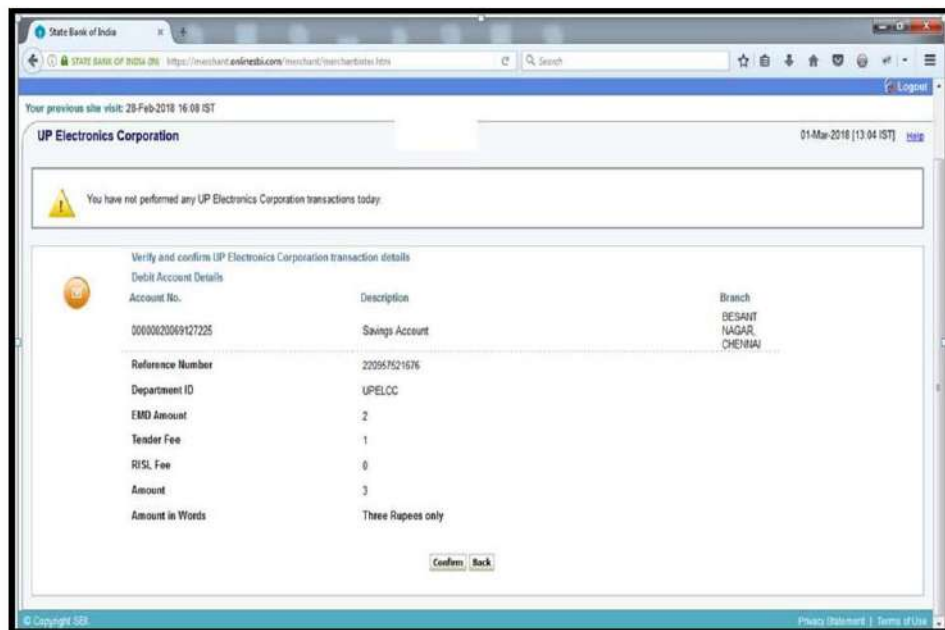 State Bank of India
STATE BANK OF INDIA (IN) https://merchant.onlinesbi.com/merchant/merchantinter.htm Search
Logout
Your previous site visit: 28-Feb-2018 16:08 IST
UP Electronics Corporation 01-Mar-2018 [13:04 IST] Help
You have not performed any UP Electronics Corporation transactions today.
Verify and confirm UP Electronics Corporation transaction details
Debit Account Details
Account No. Description Branch
00000020069127225 Savings Account BESANT NAGAR, CHENNAI
Reference Number 220957521676
Department ID UPELCC
EMD Amount 2
Tender Fee 1
RISL Fee 0
Amount 3
Amount in Words Three Rupees only
Confirm Back
© Copyright SBI. Privacy Statement | Terms of Use